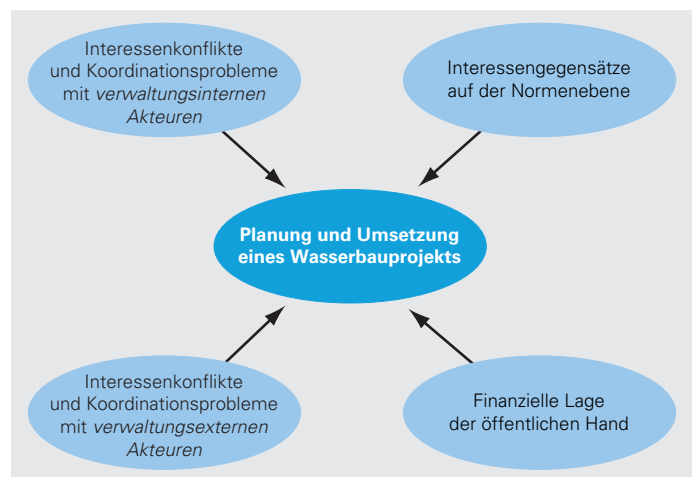 Interessenkonflikte
und Koordinationsprobleme
mit verwaltungsinternen
Akteuren
Interessengegensätze
auf der Normenebene
Planung und Umsetzung
eines Wasserbauprojekts
Interessenkonflikte
und Koordinationsprobleme
mit verwaltungsexternen
Akteuren
Finanzielle Lage
der öffentlichen Hand